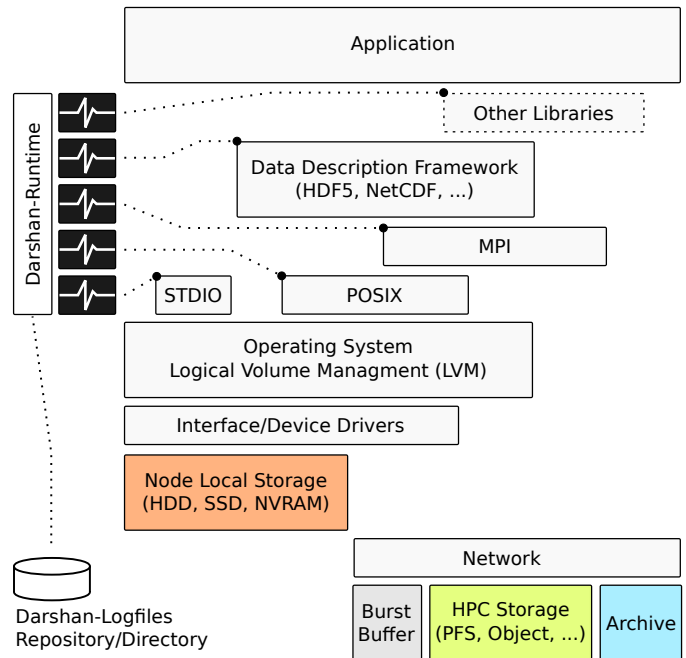 Application
Darshan-Runtime
Other Libraries
Data Description Framework
(HDF5, NetCDF, ...)
MPI
STDIO
POSIX
Operating System
Logical Volume Managment (LVM)
Interface/Device Drivers
Node Local Storage
(HDD, SSD, NVRAM)
Network
Darshan-Logfiles
Repository/Directory
Burst
Buffer
HPC Storage
(PFS, Object, ...)
Archive